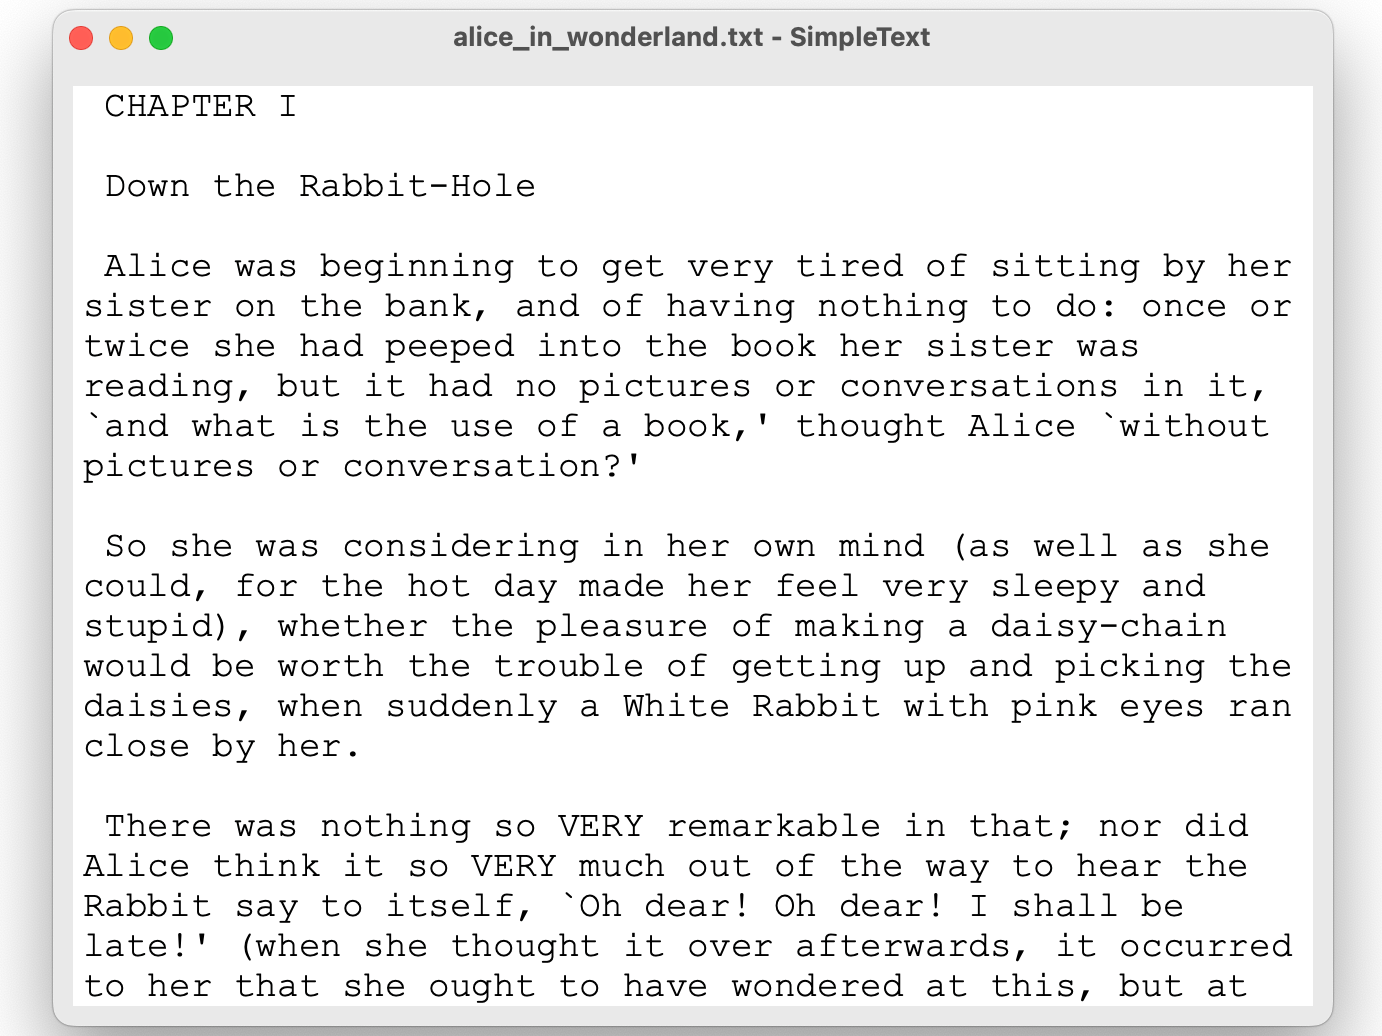 alice_in_wonderland.txt - SimpleText
CHAPTER I
Down the Rabbit-Hole
Alice was beginning to get very tired of sitting by her
sister on the bank, and of having nothing to do: once or
twice she had peeped into the book her sister was
reading, but it had no pictures or conversations in it,
`and what is the use of a book,' thought Alice `without
pictures or conversation?'
So she was considering in her own mind (as well as she
could, for the hot day made her feel very sleepy and
stupid), whether the pleasure of making a daisy-chain
would be worth the trouble of getting up and picking the
daisies, when suddenly a White Rabbit with pink eyes ran
close by her.
There was nothing so VERY remarkable in that; nor did
Alice think it so VERY much out of the way to hear the
Rabbit say to itself, `Oh dear! Oh dear! I shall be
late!' (when she thought it over afterwards, it occurred
to her that she ought to have wondered at this, but at